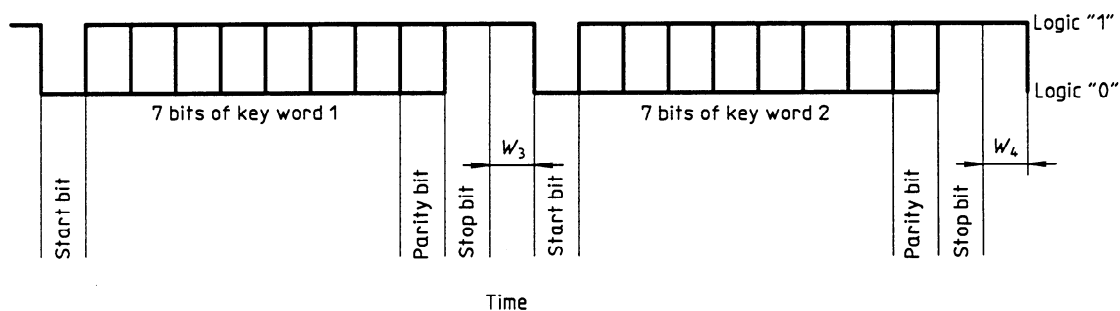 Logic "1"
Logic "0"
7 bits of key word 1
7 bits of key word 2
W3
W4
Start bit
Parity bit
Stop bit
Start bit
Parity bit
Stop bit
Time